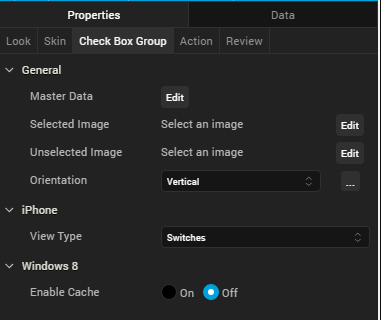 Properties Data
Look Skin Check Box Group Action Review
General
Master Data Edit
Selected Image Select an image Edit
Unselected Image Select an image Edit
Orientation Vertical ...
iPhone
View Type Switches
Windows 8
Enable Cache On Off